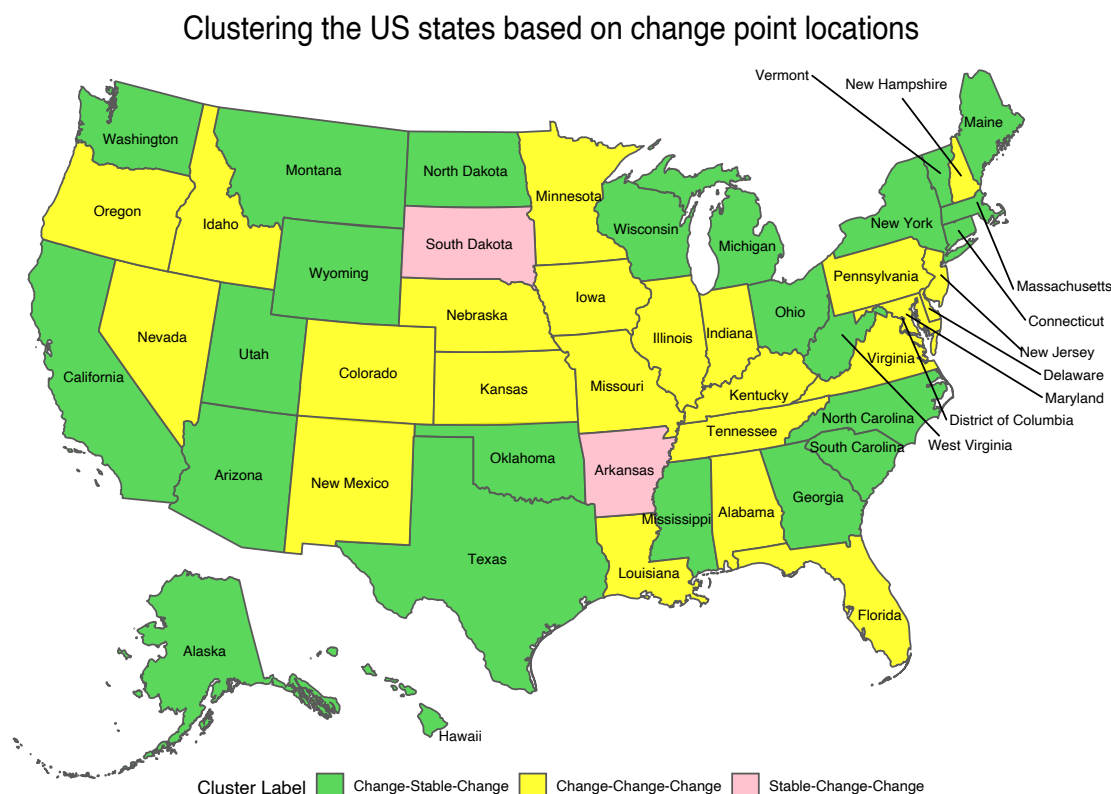 Clustering the US states based on change point locations
Vermont
New Hampshire
Maine
Washington
Montana
North Dakota
Minnesota
Oregon
Idaho
South Dakota
Wisconsin
Michigan
New York
Wyoming
Pennsylvania
Massachusetts
Iowa
Nebraska
Ohio
Connecticut
Nevada
Utah
Illinois
Indiana
New Jersey
Virginia
California
Colorado
Kansas
Missouri
Kentucky
Delaware
Maryland
North Carolina
District of Columbia
Tennessee
West Virginia
South Carolina
Oklahoma
Arkansas
Arizona
New Mexico
Georgia
Mississippi
Alabama
Texas
Louisiana
Florida
Alaska
Hawaii
Cluster Label
Change-Stable-Change
Change-Change-Change
Stable-Change-Change